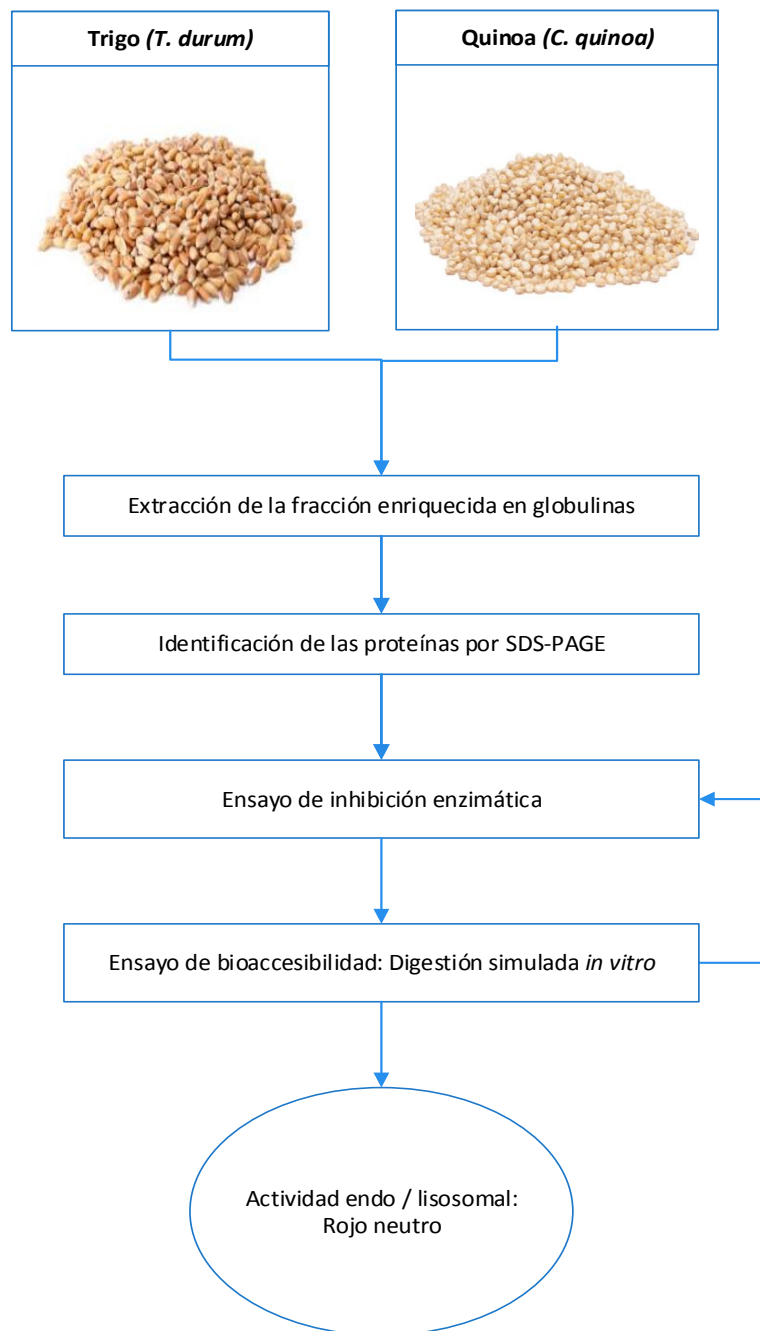 Trigo (T. durum)
Quinoa (C. quinoa)
Extracción de la fracción enriquecida en globulinas
Identificación de las proteínas por SDS-PAGE
Ensayo de inhibición enzimática
Ensayo de bioaccesibilidad: Digestión simulada in vitro
Actividad endo / lisosomal:
Rojo neutro